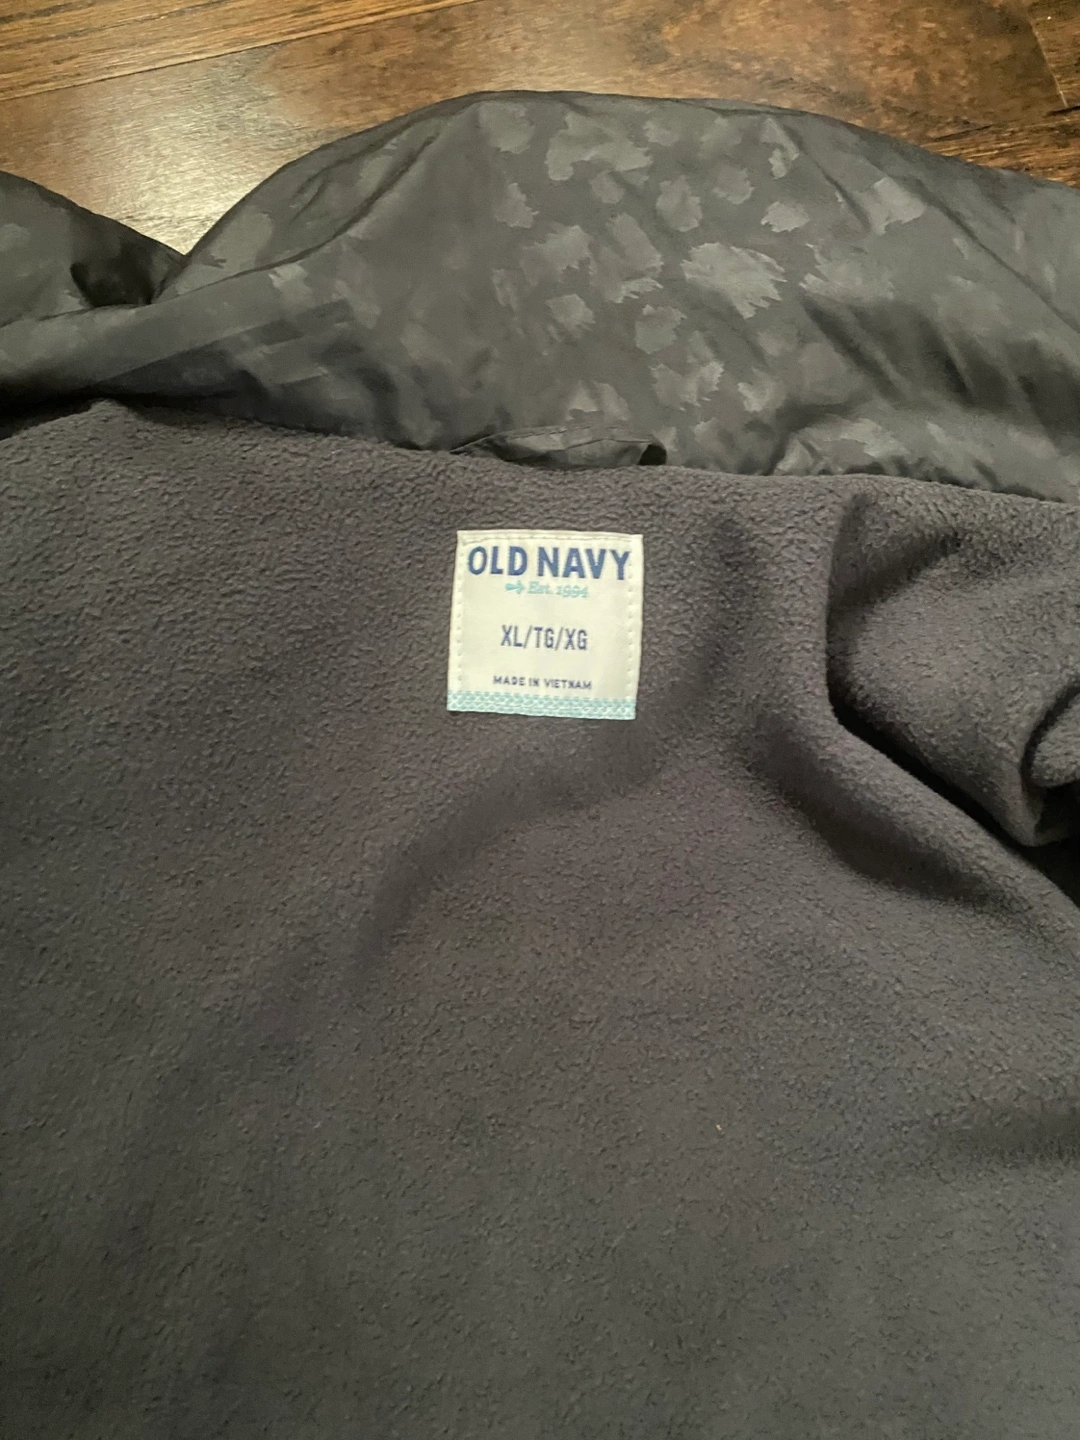 OLD NAVY
Est. 1994
XL/TG/XG
MADE IN VIETNAM